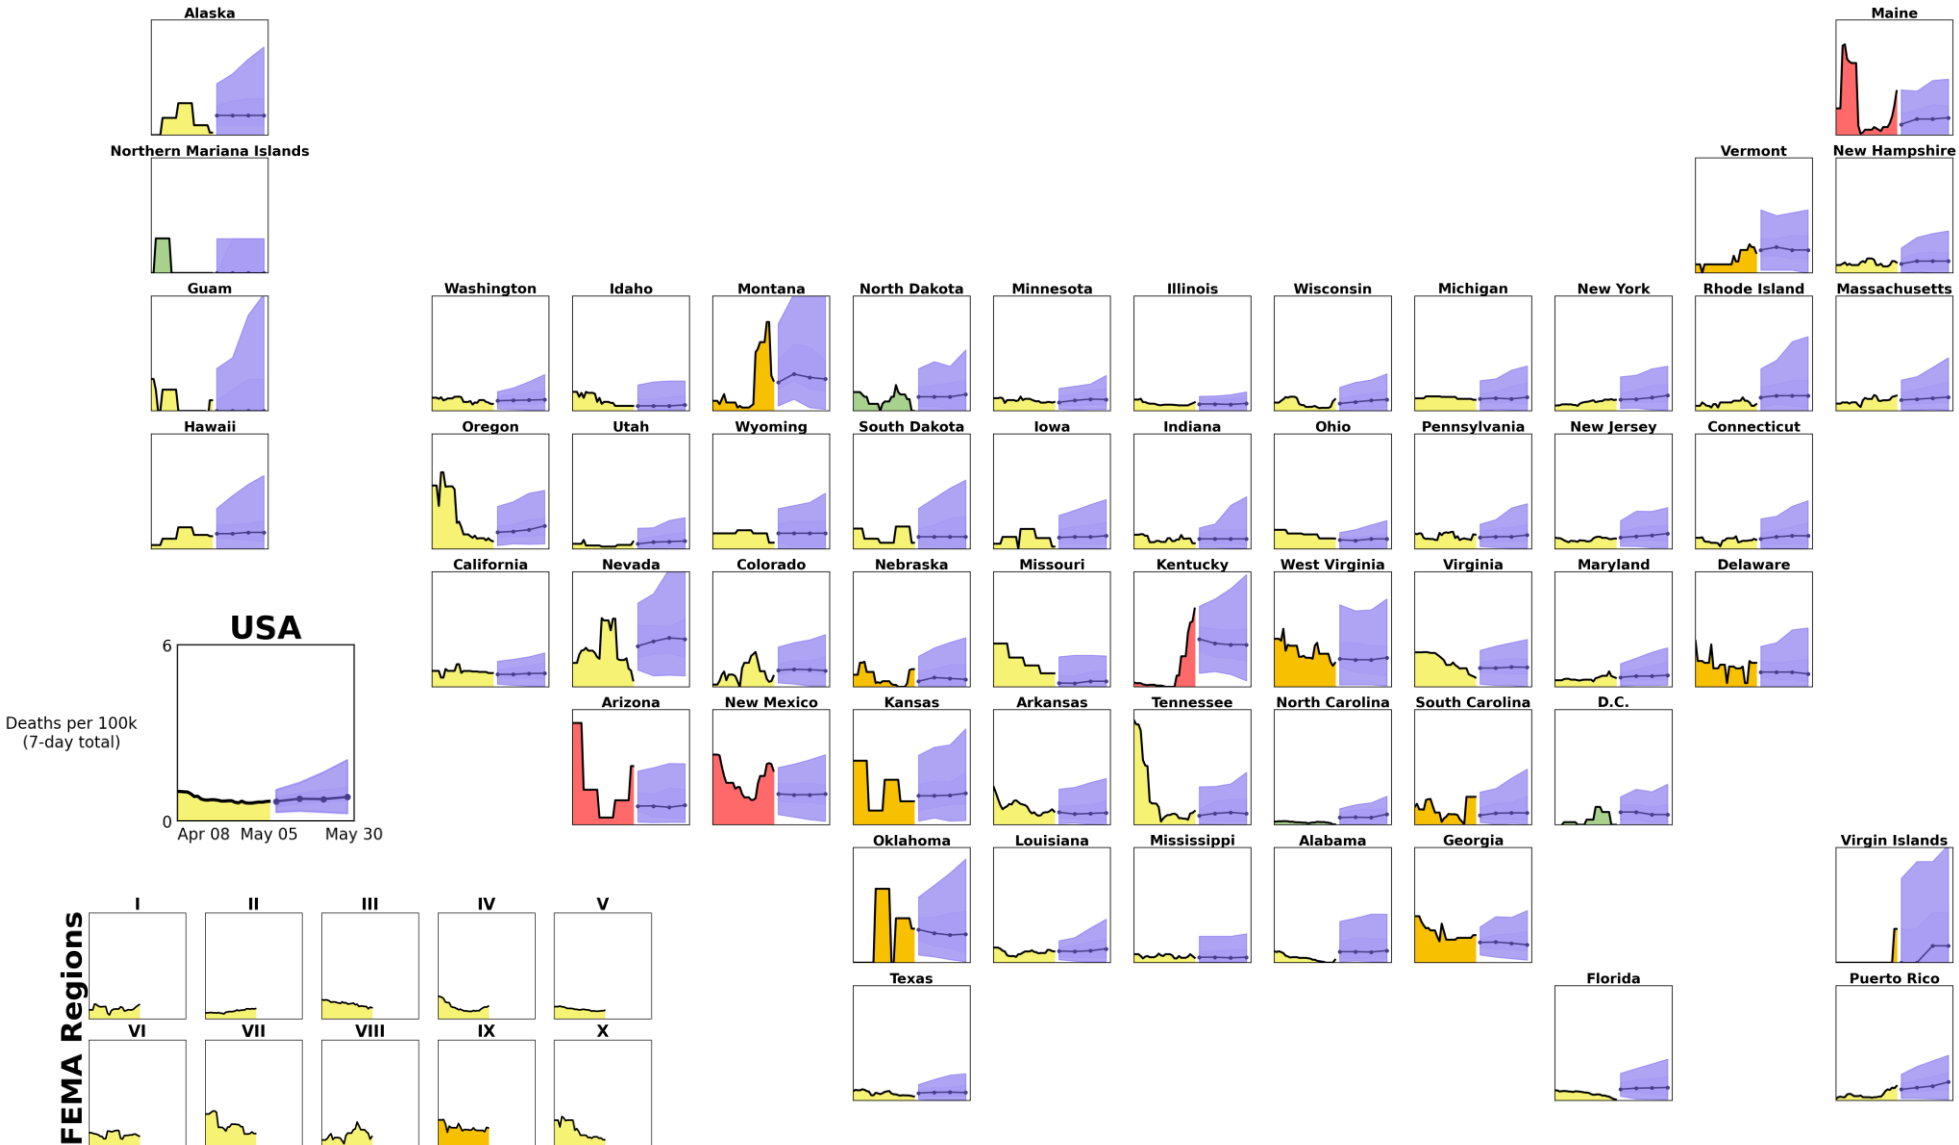 Alaska
Maine
Northern Mariana Islands
Vermont
New Hampshire
Guam
Washington
Idaho
Montana
North Dakota
Minnesota
Illinois
Wisconsin
Michigan
New York
Rhode Island
Massachusetts
Hawaii
Oregon
Utah
Wyoming
South Dakota
Iowa
Indiana
Ohio
Pennsylvania
New Jersey
Connecticut
California
Nevada
Colorado
Nebraska
Missouri
Kentucky
West Virginia
Virginia
Maryland
Delaware
USA
6
0
Deaths per 100k
(7-day total)
Apr 08
May 05
May 30
Arizona
New Mexico
Kansas
Arkansas
Tennessee
North Carolina
South Carolina
D.C.
Oklahoma
Louisiana
Mississippi
Alabama
Georgia
Virgin Islands
Texas
Florida
Puerto Rico
FEMA Regions
I
II
III
IV
V
VI
VII
VIII
IX
X